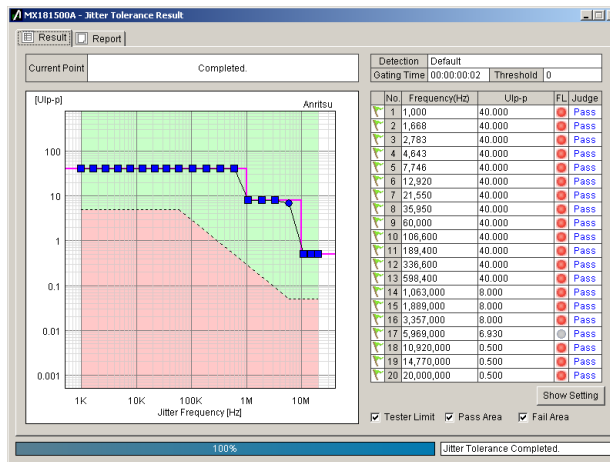 MX181500A - Jitter Tolerance Result
Result
Report
Current Point
Completed.
Detection Default
Gating Time 00:00:00:02 Threshold 0
[UIp-p]
Anritsu
100
10
1
0.1
0.01
0.001
1K 10K 100K 1M 10M
Jitter Frequency [Hz]
No. Frequency(Hz) UIp-p FL Judge
1 1,000 40.000 Pass
2 1,668 40.000 Pass
3 2,783 40.000 Pass
4 4,643 40.000 Pass
5 7,746 40.000 Pass
6 12,920 40.000 Pass
7 21,550 40.000 Pass
8 35,950 40.000 Pass
9 60,000 40.000 Pass
10 106,600 40.000 Pass
11 189,400 40.000 Pass
12 336,600 40.000 Pass
13 598,400 40.000 Pass
14 1,063,000 8.000 Pass
15 1,889,000 8.000 Pass
16 3,357,000 8.000 Pass
17 5,969,000 6.930 Pass
18 10,920,000 0.500 Pass
19 14,770,000 0.500 Pass
20 20,000,000 0.500 Pass
Show Setting
Tester Limit Pass Area Fail Area
100%
Jitter Tolerance Completed.